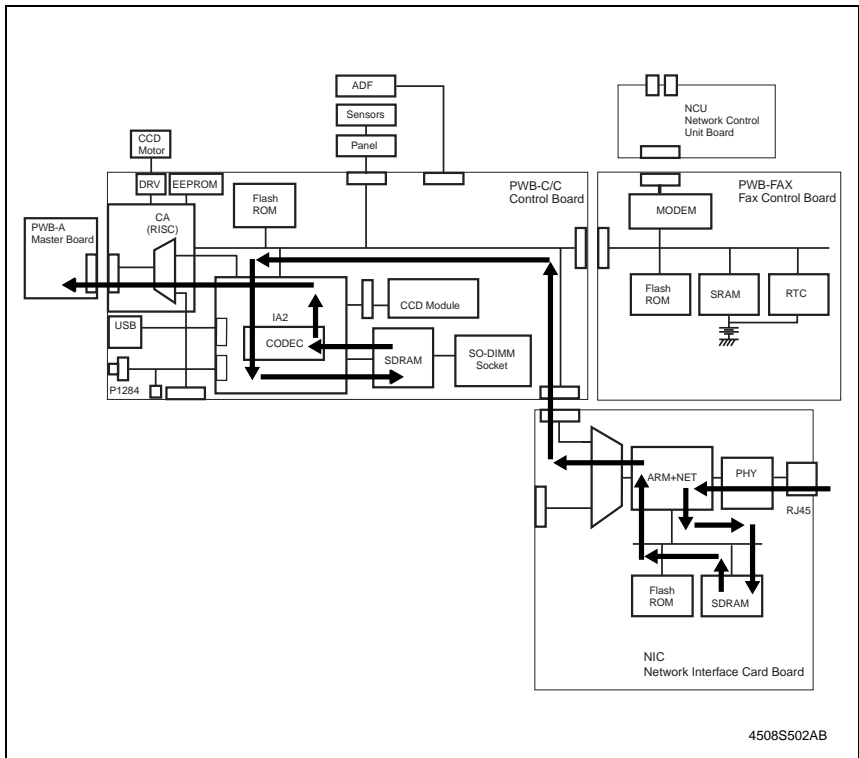 ADF
Sensors
Panel
CCD
Motor
NCU
Network Control
Unit Board
DRV
EEPROM
PWB-C/C
Control Board
PWB-FAX
Fax Control Board
Flash
ROM
MODEM
CA
(RISC)
PWB-A
Master Board
Flash
ROM
SRAM
RTC
IA2
CCD Module
USB
CODEC
SDRAM
SO-DIMM
Socket
P1284
ARM+NET
PHY
RJ45
Flash
ROM
SDRAM
NIC
Network Interface Card Board
4508S502AB